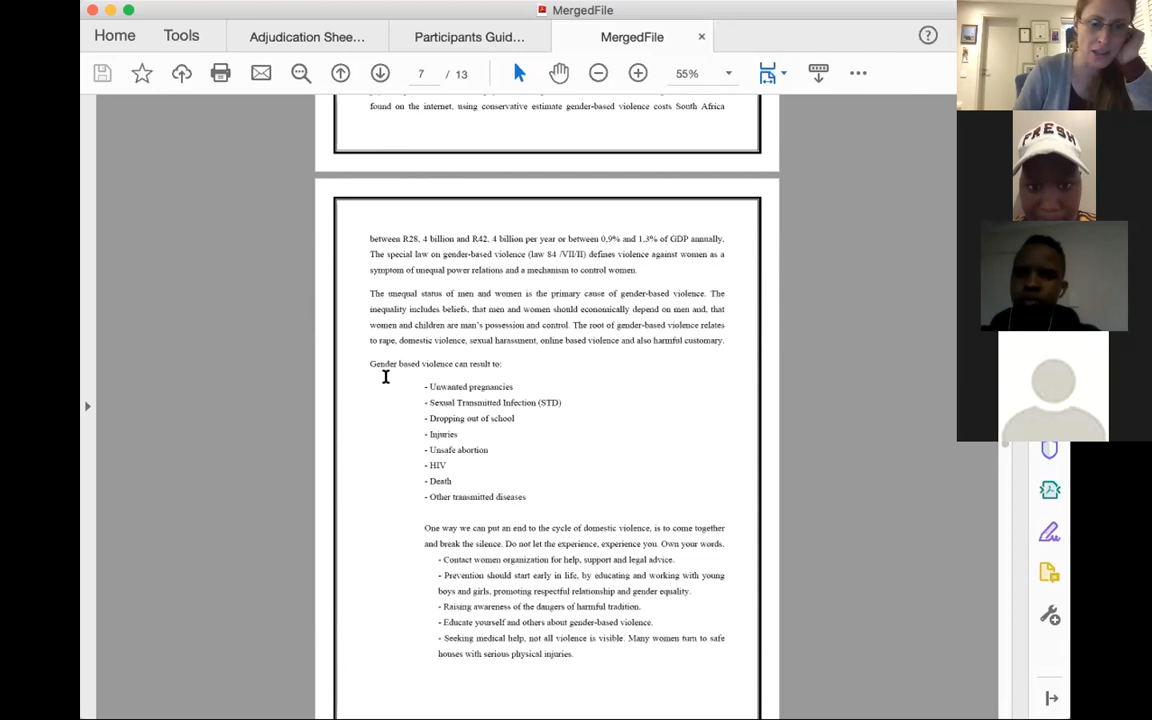 MergedFile
Home Tools Adjudication Shee... Participants Guid... MergedFile ×
7 / 13 55%
found on the internet, using conservative estimate gender-based violence costs South Africa
between R28, 4 billion and R42, 4 billion per year or between 0,9% and 1,3% of GDP annually.
The special law on gender-based violence (law 84 /VII/II) defines violence against women as a
symptom of unequal power relations and a mechanism to control women.
The unequal status of men and women is the primary cause of gender-based violence. The
inequality includes beliefs, that men and women should economically depend on men and, that
women and children are man's possession and control. The root of gender-based violence relates
to rape, domestic violence, sexual harassment, online based violence and also harmful customary.
Gender based violence can result to:
- Unwanted pregnancies
- Sexual Transmitted Infection (STD)
- Dropping out of school
- Injuries
- Unsafe abortion
- HIV
- Death
- Other transmitted diseases
One way we can put an end to the cycle of domestic violence, is to come together
and break the silence. Do not let the experience, experience you. Own your words.
- Contact women organization for help, support and legal advice.
- Prevention should start early in life, by educating and working with young
boys and girls, promoting respectful relationship and gender equality.
- Raising awareness of the dangers of harmful tradition.
- Educate yourself and others about gender-based violence.
- Seeking medical help, not all violence is visible. Many women turn to safe
houses with serious physical injuries.
FRESH